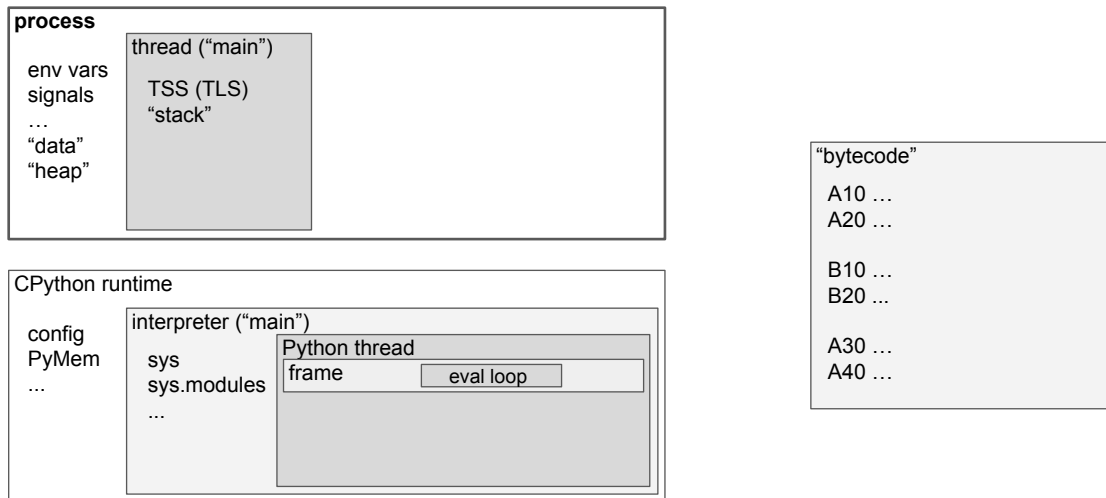 process
env vars
signals
…
“data”
“heap”
thread (“main”)
TSS (TLS)
“stack”
CPython runtime
config
PyMem
...
interpreter (“main”)
sys
sys.modules
...
Python thread
frame
eval loop
“bytecode”
A10 …
A20 …
B10 …
B20 ...
A30 …
A40 …